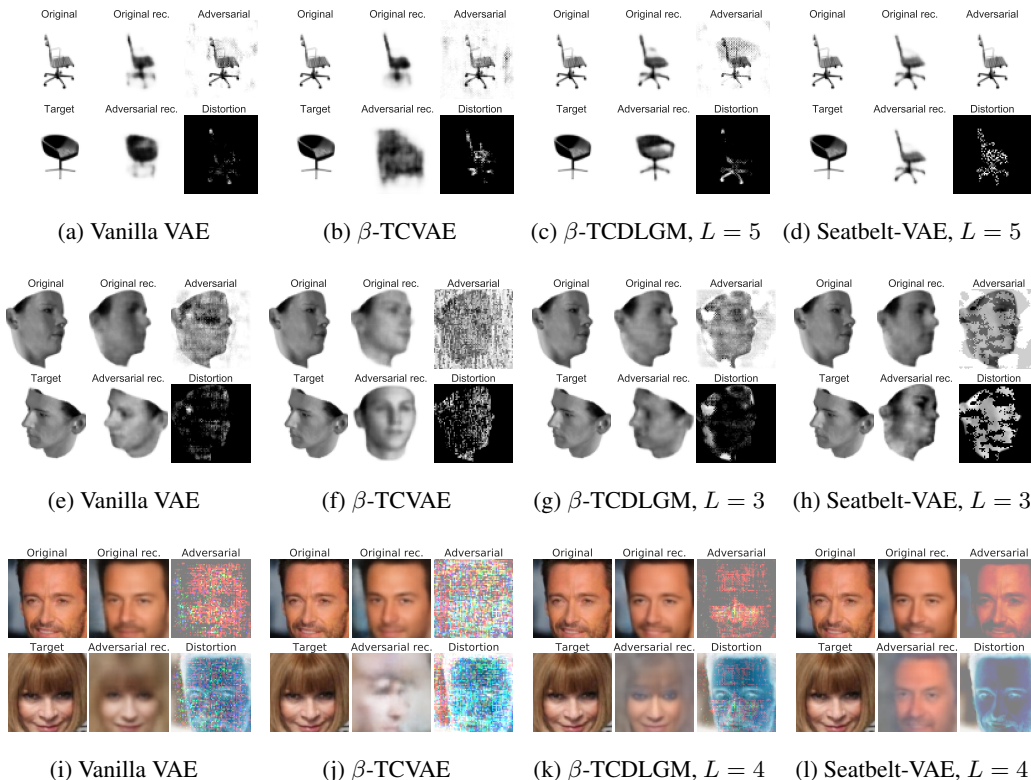 Original Original rec. Adversarial Original Original rec. Adversarial Original Original rec. Adversarial Original Original rec. Adversarial
Target Adversarial rec. Distortion Target Adversarial rec. Distortion Target Adversarial rec. Distortion Target Adversarial rec. Distortion
(a) Vanilla VAE (b) β-TCVAE (c) β-TCDLGM, L = 5 (d) Seatbelt-VAE, L = 5
Original Original rec. Adversarial Original Original rec. Adversarial Original Original rec. Adversarial Original Original rec. Adversarial
Target Adversarial rec. Distortion Target Adversarial rec. Distortion Target Adversarial rec. Distortion Target Adversarial rec. Distortion
(e) Vanilla VAE (f) β-TCVAE (g) β-TCDLGM, L = 3 (h) Seatbelt-VAE, L = 3
Original Original rec. Adversarial Original Original rec. Adversarial Original Original rec. Adversarial Original Original rec. Adversarial
Target Adversarial rec. Distortion Target Adversarial rec. Distortion Target Adversarial rec. Distortion Target Adversarial rec. Distortion
(i) Vanilla VAE (j) β-TCVAE (k) β-TCDLGM, L = 4 (l) Seatbelt-VAE, L = 4